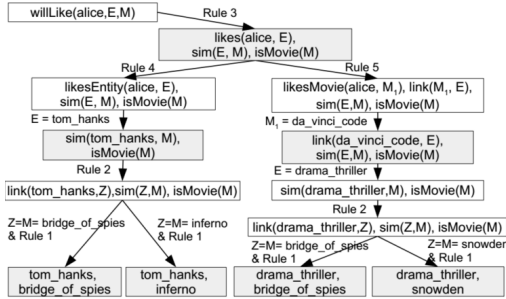 willLike(alice,E,M)
Rule 3
likes(alice, E),
sim(E, M), isMovie(M)
Rule 4
Rule 5
likesEntity(alice, E),
sim(E, M), isMovie(M)
likesMovie(alice, M1), link(M1, E),
sim(E,M), isMovie(M)
E = tom_hanks
M1 = da_vinci_code
sim(tom_hanks, M),
isMovie(M)
link(da_vinci_code, E),
sim(E,M), isMovie(M)
Rule 2
E = drama_thriller
sim(drama_thriller,M), isMovie(M)
link(tom_hanks,Z),sim(Z,M), isMovie(M)
Rule 2
link(drama_thriller,Z), sim(Z,M), isMovie(M)
Z=M= bridge_of_spies
& Rule 1
Z=M= inferno
& Rule 1
Z=M= bridge_of_spies
& Rule 1
Z=M= snowden
& Rule 1
tom_hanks,
bridge_of_spies
tom_hanks,
inferno
drama_thriller,
bridge_of_spies
drama_thriller,
snowden